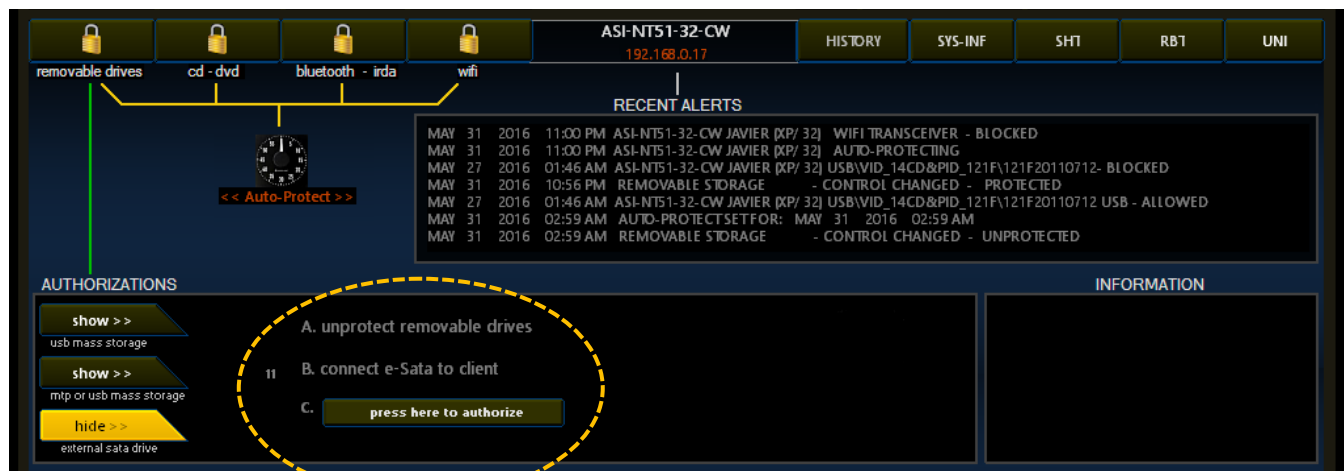 ASI-NT51-32-CW
192.168.0.17
HISTORY
SYS-INF
SHT
RBT
UNI
removable drives
cd - dvd
bluetooth - irda
wifi
RECENT ALERTS
MAY 31 2016 11:00 PM ASI-NT51-32-CW JAVIER (XP/ 32) WIFI TRANSCEIVER - BLOCKED
MAY 31 2016 11:00 PM ASI-NT51-32-CW JAVIER (XP/ 32) AUTO-PROTECTING
MAY 27 2016 01:46 AM ASI-NT51-32-CW JAVIER (XP/ 32) USB\VID_14CD&PID_121F\121F20110712- BLOCKED
MAY 31 2016 10:56 PM REMOVABLE STORAGE - CONTROL CHANGED - PROTECTED
MAY 27 2016 01:46 AM ASI-NT51-32-CW JAVIER (XP/ 32) USB\VID_14CD&PID_121F\121F20110712 USB - ALLOWED
MAY 31 2016 02:59 AM AUTO-PROTECT SET FOR: MAY 31 2016 02:59 AM
MAY 31 2016 02:59 AM REMOVABLE STORAGE - CONTROL CHANGED - UNPROTECTED
<< Auto-Protect >>
AUTHORIZATIONS
INFORMATION
show >>
usb mass storage
show >>
mtp or usb mass storage
hide >>
external sata drive
11
A. unprotect removable drives
B. connect e-Sata to client
C. press here to authorize